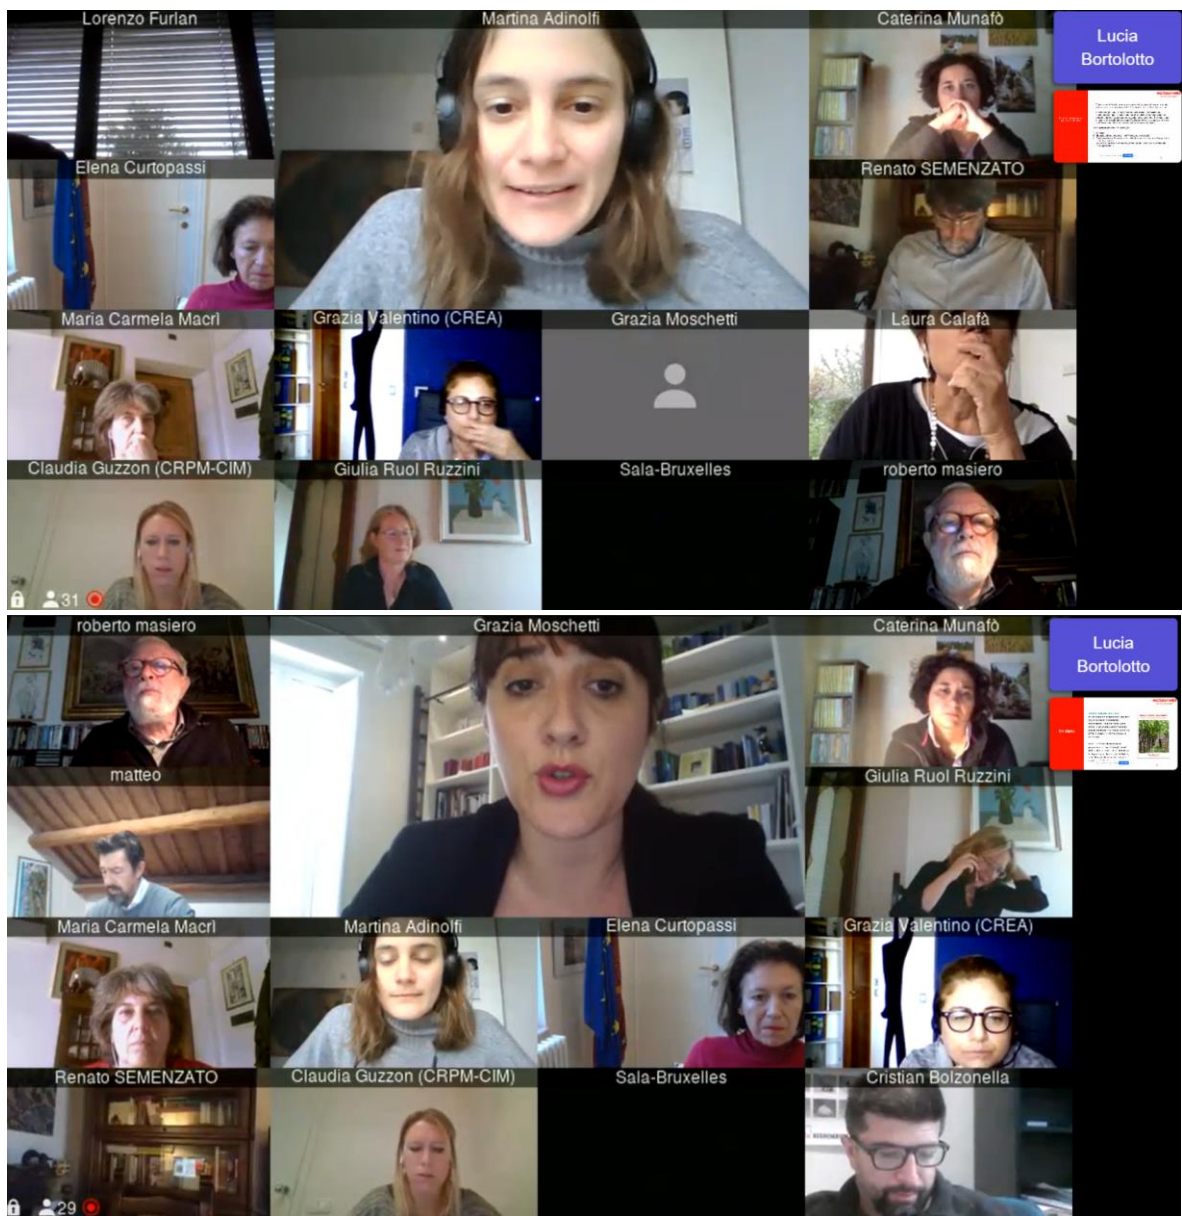 Lorenzo Furlan
Martina Adinolfi
Caterina Munafò
Lucia
Bortolotto
Elena Curtopassi
Renato SEMENZATO
Maria Carmela Macrì
Grazia Valentino (CREA)
Grazia Moschetti
Laura Calafà
Claudia Guzzon (CRPM-CIM)
Giulia Ruol Ruzzini
Sala-Bruxelles
roberto masiero
31
roberto masiero
Grazia Moschetti
Caterina Munafò
Lucia
Bortolotto
matteo
Giulia Ruol Ruzzini
Maria Carmela Macrì
Martina Adinolfi
Elena Curtopassi
Grazia Valentino (CREA)
Renato SEMENZATO
Claudia Guzzon (CRPM-CIM)
Sala-Bruxelles
Cristian Bolzonella
29